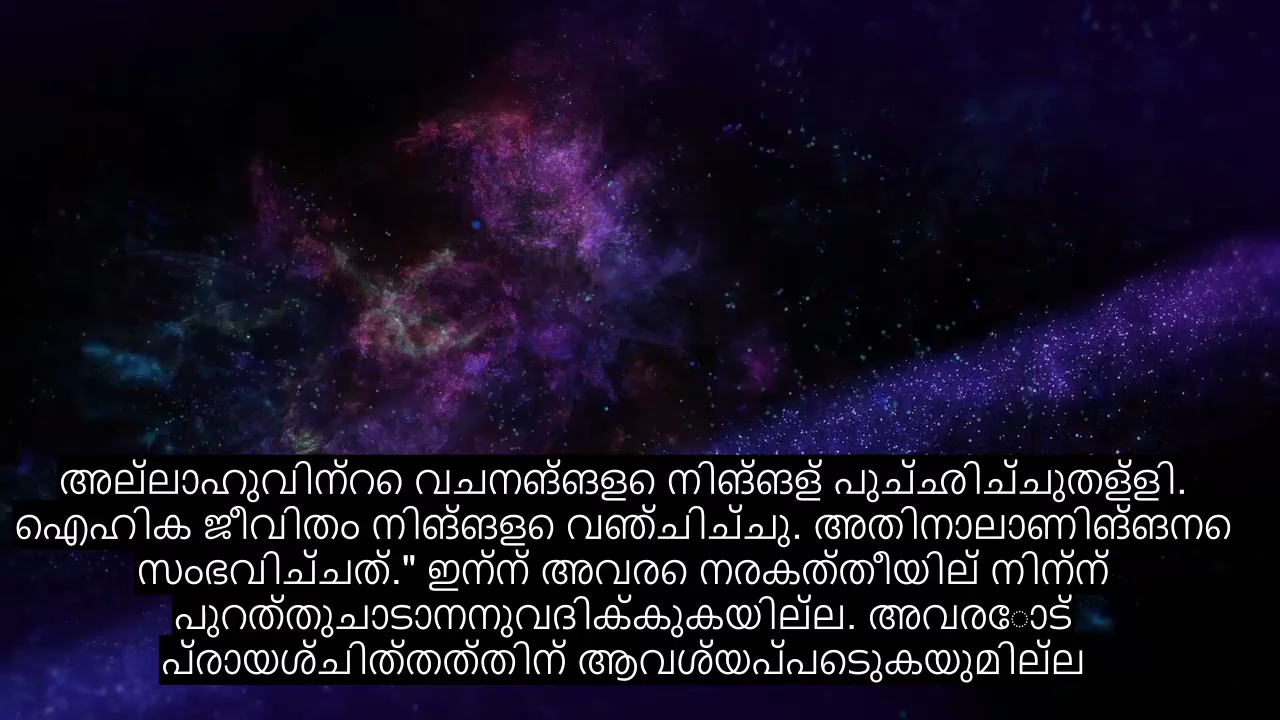 അല്ലാഹുവിന്റെ വചനങ്ങളെ നിങ്ങള് പുച്ഛിച്ചുതള്ളി.
ഐഹിക ജീവിതം നിങ്ങളെ വഞ്ചിച്ചു. അതിനാലാണിങ്ങനെ
സംഭവിച്ചത്." ഇന്ന് അവരെ നരകത്തീയില് നിന്ന്
പുറത്തുചാടാനനുവദിക്കുകയില്ല. അവരോട്
പ്രായശ്ചിത്തത്തിന് ആവശ്യപ്പെടുകയുമില്ല